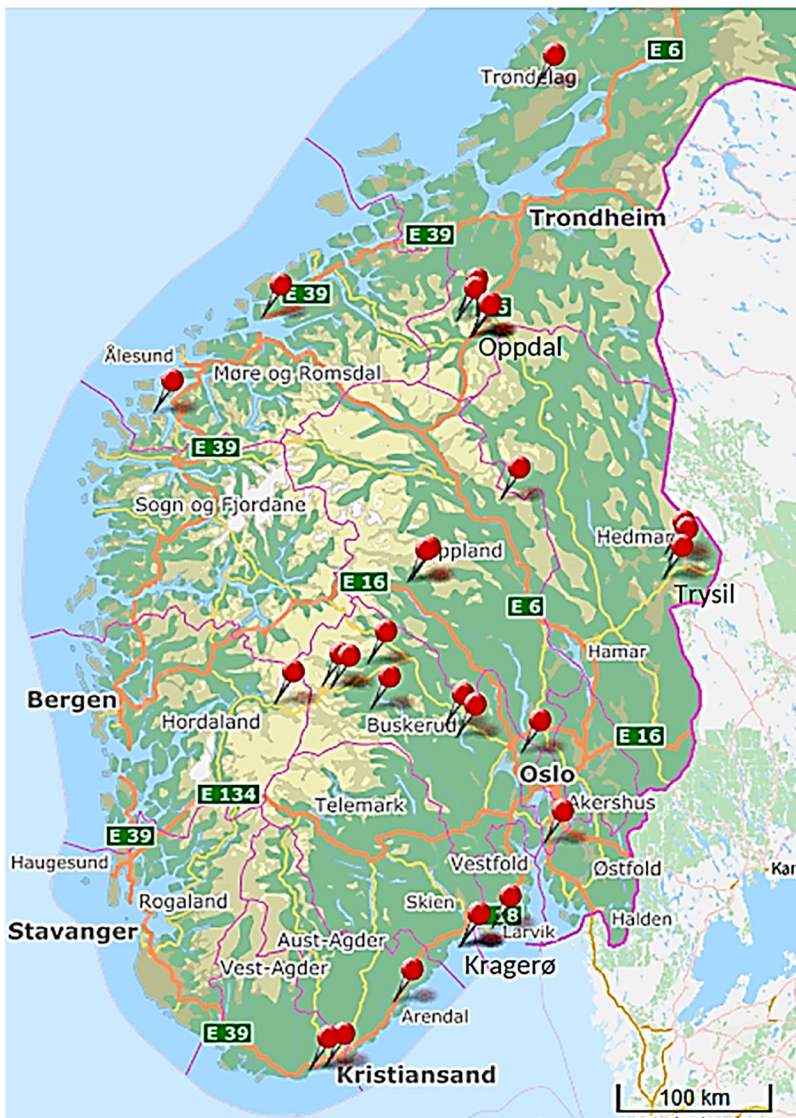 E 6
Trøndelag
Trondheim
E 39
E 39
Oppdal
Ålesund
Møre og Romsdal
E 39
Sogn og Fjordane
Trysil
E 16
E 6
Hamar
Bergen
Hordaland
Buskerud
E 16
Oslo
E 134
Telemark
Akershus
E 39
Vestfold
Østfold
Haugesund
Rogaland
Skien
Halden
Stavanger
Larvik
Aust-Agder
Kragerø
Vest-Agder
Arendal
E 39
Kristiansand
100 km